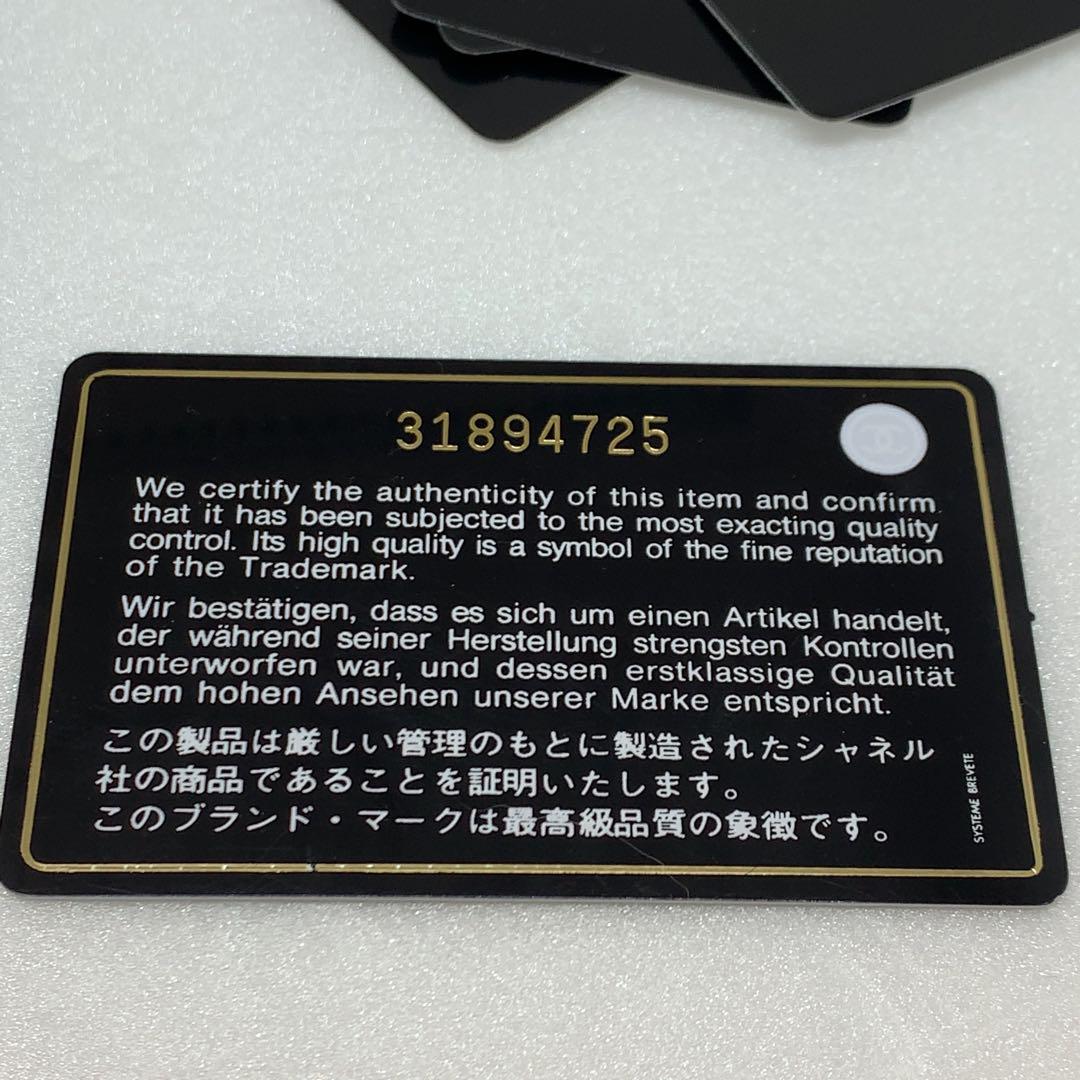 31894725
We certify the authenticity of this item and confirm
that it has been subjected to the most exacting quality
control. Its high quality is a symbol of the fine reputation
of the Trademark.
Wir bestätigen, dass es sich um einen Artikel handelt,
der während seiner Herstellung strengsten Kontrollen
unterworfen war, und dessen erstklassige Qualität
dem hohen Ansehen unserer Marke entspricht.
この製品は厳しい管理のもとに製造されたシャネル
社の商品であることを証明いたします。
このブランド・マークは最高級品質の象徴です。
SYSTEME BREVETE